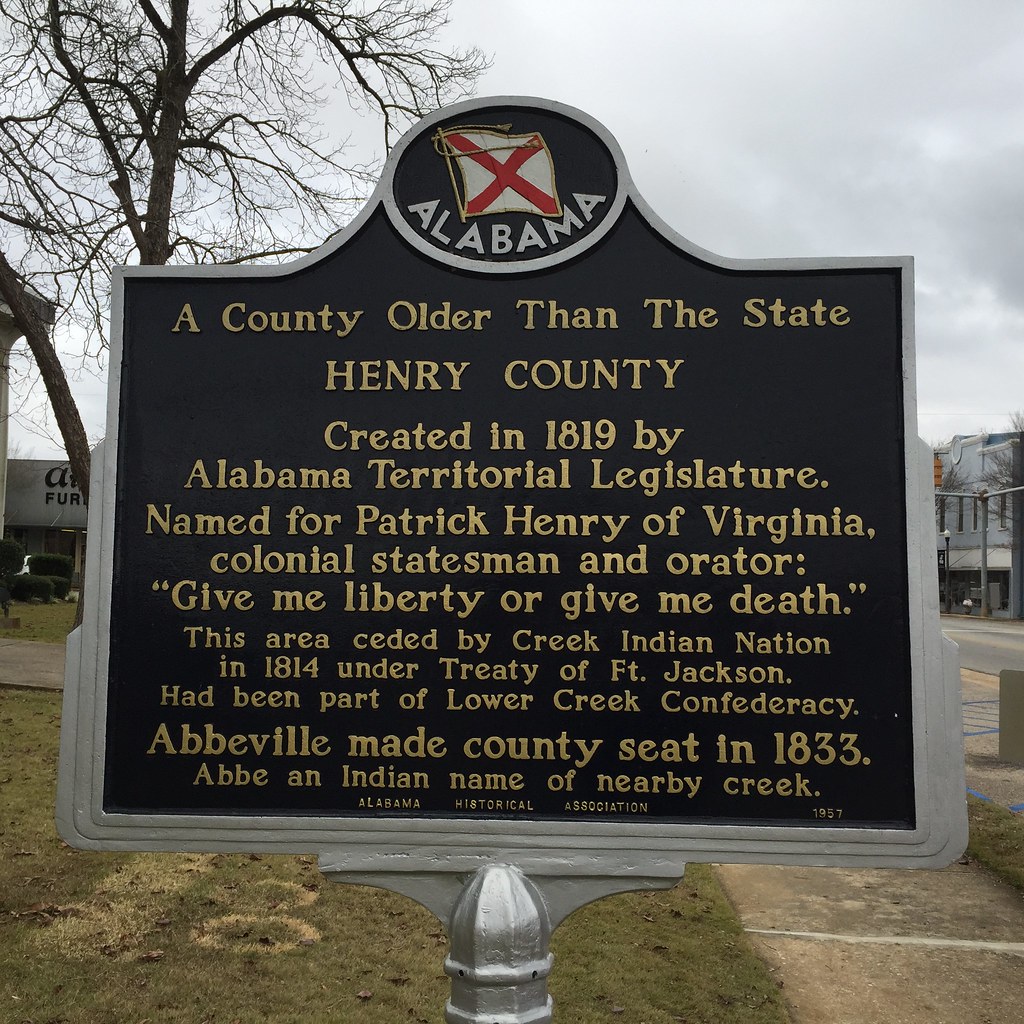 ALABAMA
A County Older Than The State
HENRY COUNTY
Created in 1819 by
Alabama Territorial Legislature.
Named for Patrick Henry of Virginia,
colonial statesman and orator:
“Give me liberty or give me death.”
This area ceded by Creek Indian Nation
in 1814 under Treaty of Ft. Jackson.
Had been part of Lower Creek Confederacy.
Abbeville made county seat in 1833.
Abbe an Indian name of nearby creek.
ALABAMA HISTORICAL ASSOCIATION 1957